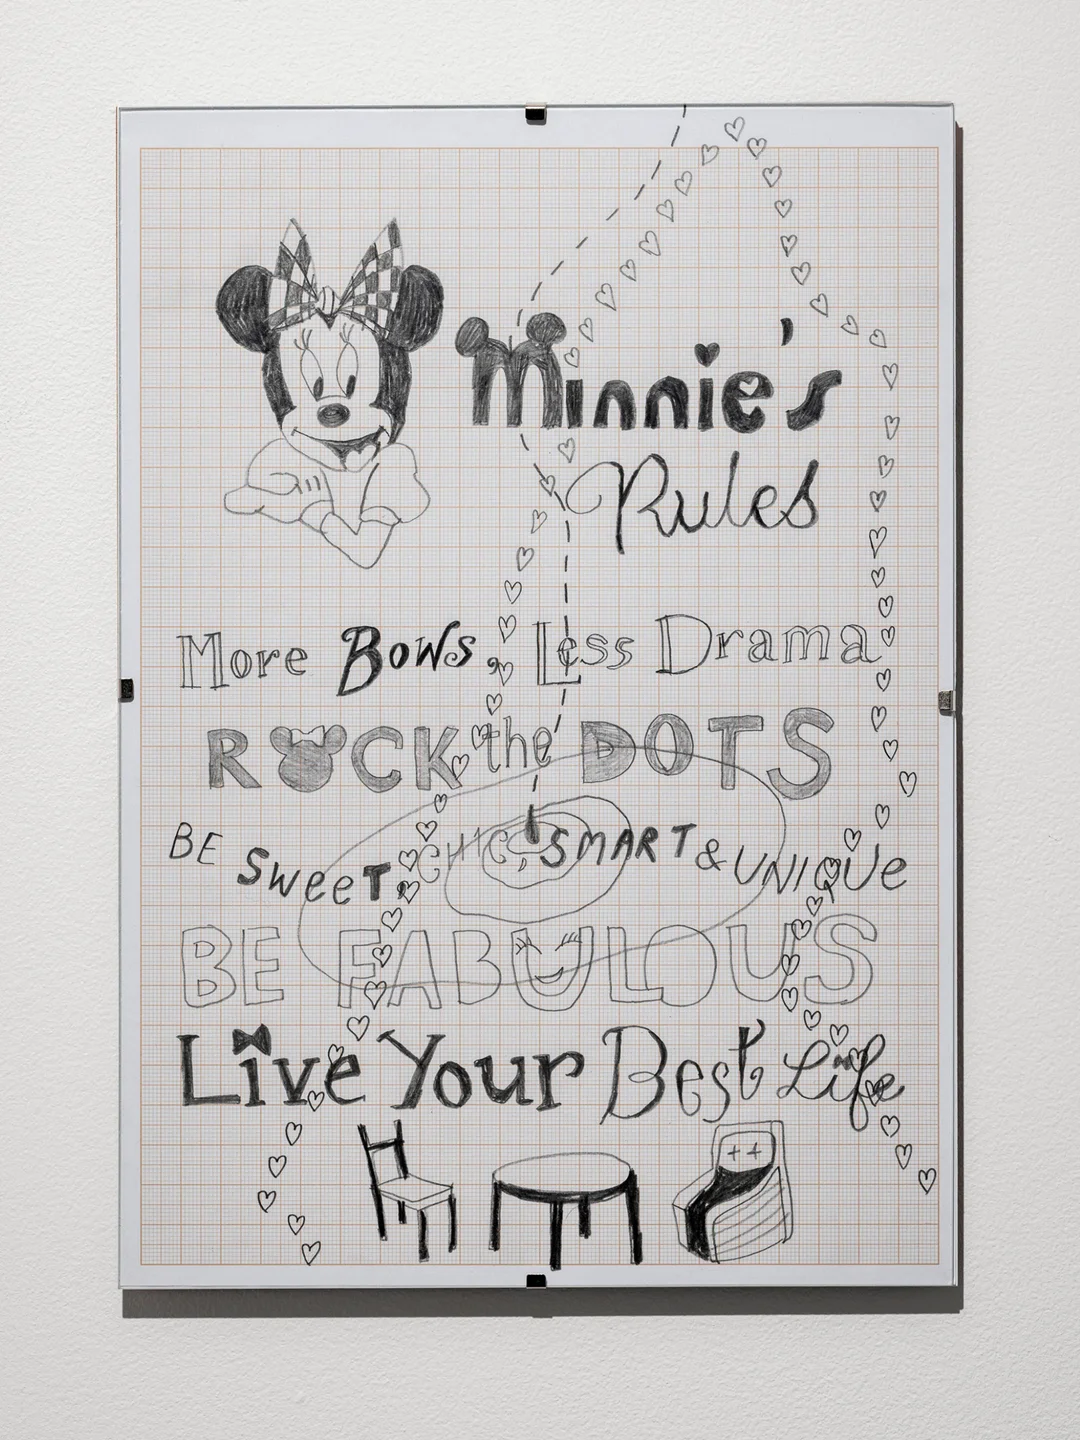 Minnie's
Rules
More Bows, Less Drama
ROCK the DOTS
BE SWEET, CHIC, SMART & UNIQUE
BE FABULOUS
Live Your Best Life